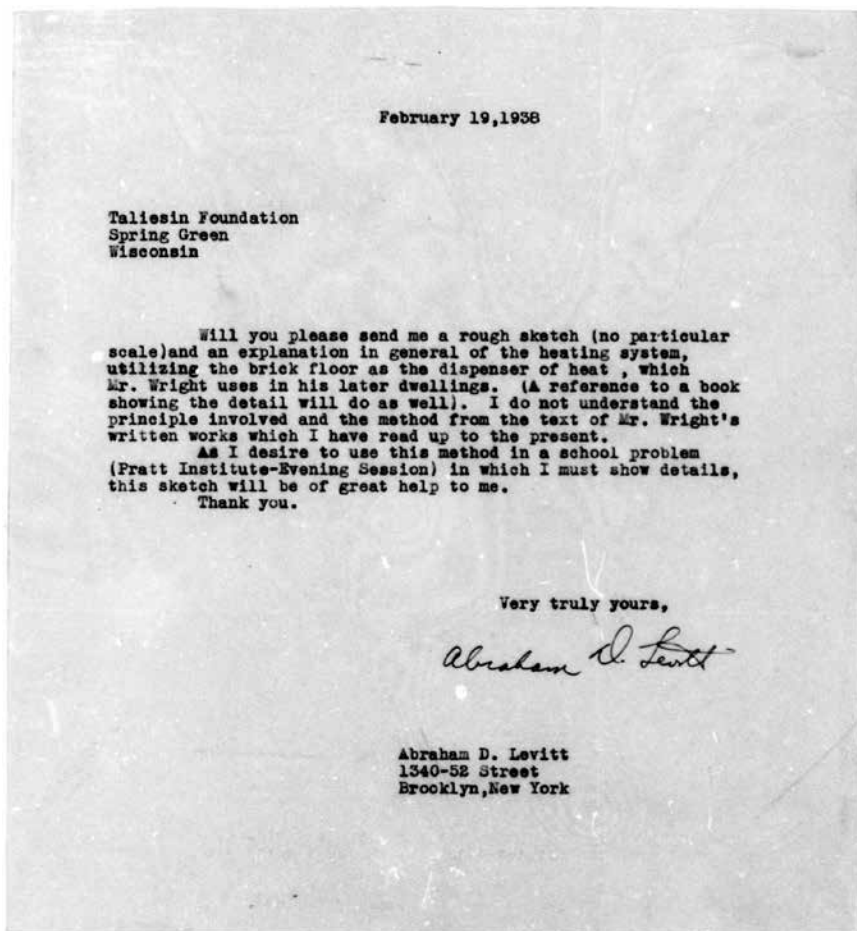 February 19,1938
Taliesin Foundation
Spring Green
Wisconsin
Will you please send me a rough sketch (no particular
scale)and an explanation in general of the heating system,
utilizing the brick floor as the dispenser of heat , which
Mr. Wright uses in his later dwellings. (A reference to a book
showing the detail will do as well). I do not understand the
principle involved and the method from the text of Mr. Wright's
written works which I have read up to the present.
As I desire to use this method in a school problem
(Pratt Institute-Evening Session) in which I must show details,
this sketch will be of great help to me.
Thank you.
Very truly yours,
Abraham D. Levitt
Abraham D. Levitt
1340-52 Street
Brooklyn,New York